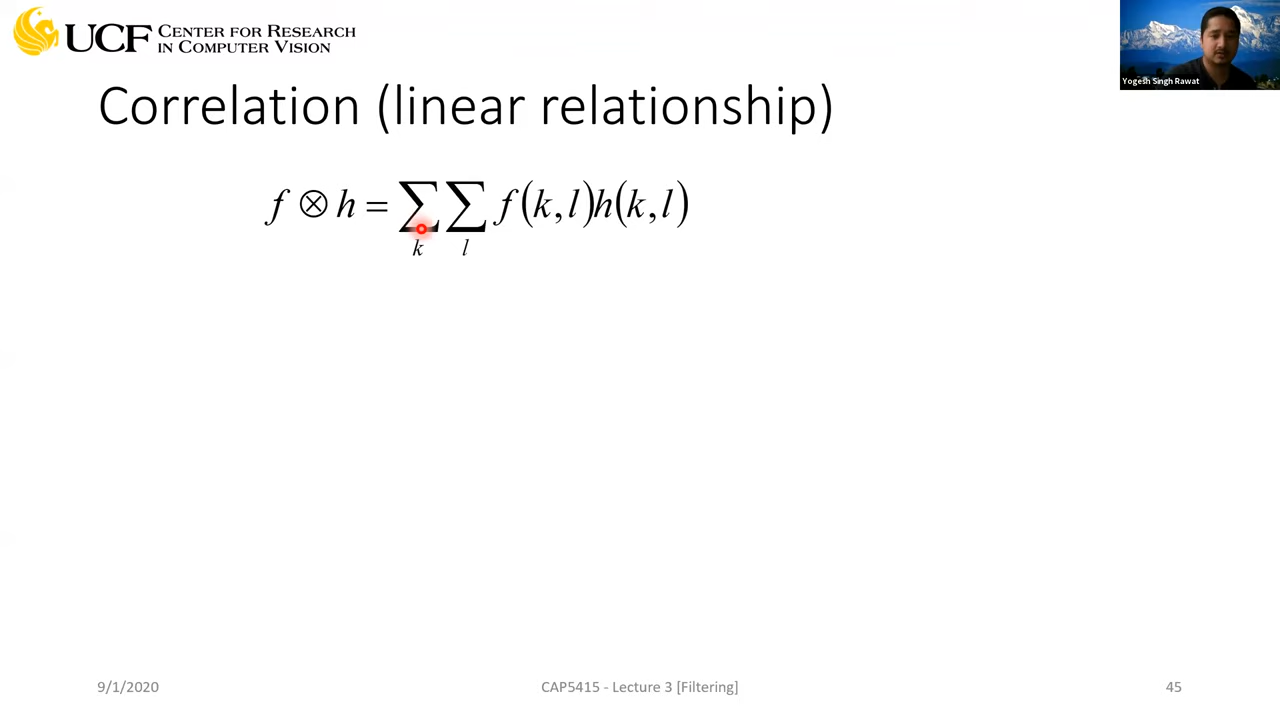 UCF CENTER FOR RESEARCH
IN COMPUTER VISION
Yogesh Singh Rawat
Correlation (linear relationship)
f ⊗ h = ∑∑ f(k,l)h(k,l)
k l
9/1/2020
CAP5415 - Lecture 3 [Filtering]
45